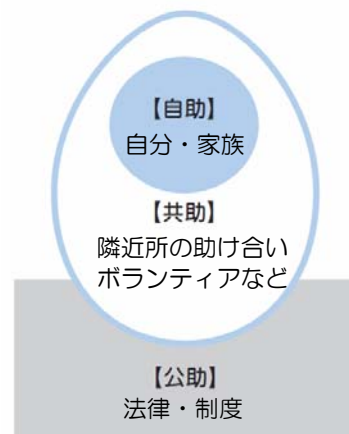 【自助】
自分・家族
【共助】
隣近所の助け合い
ボランティアなど
【公助】
法律・制度